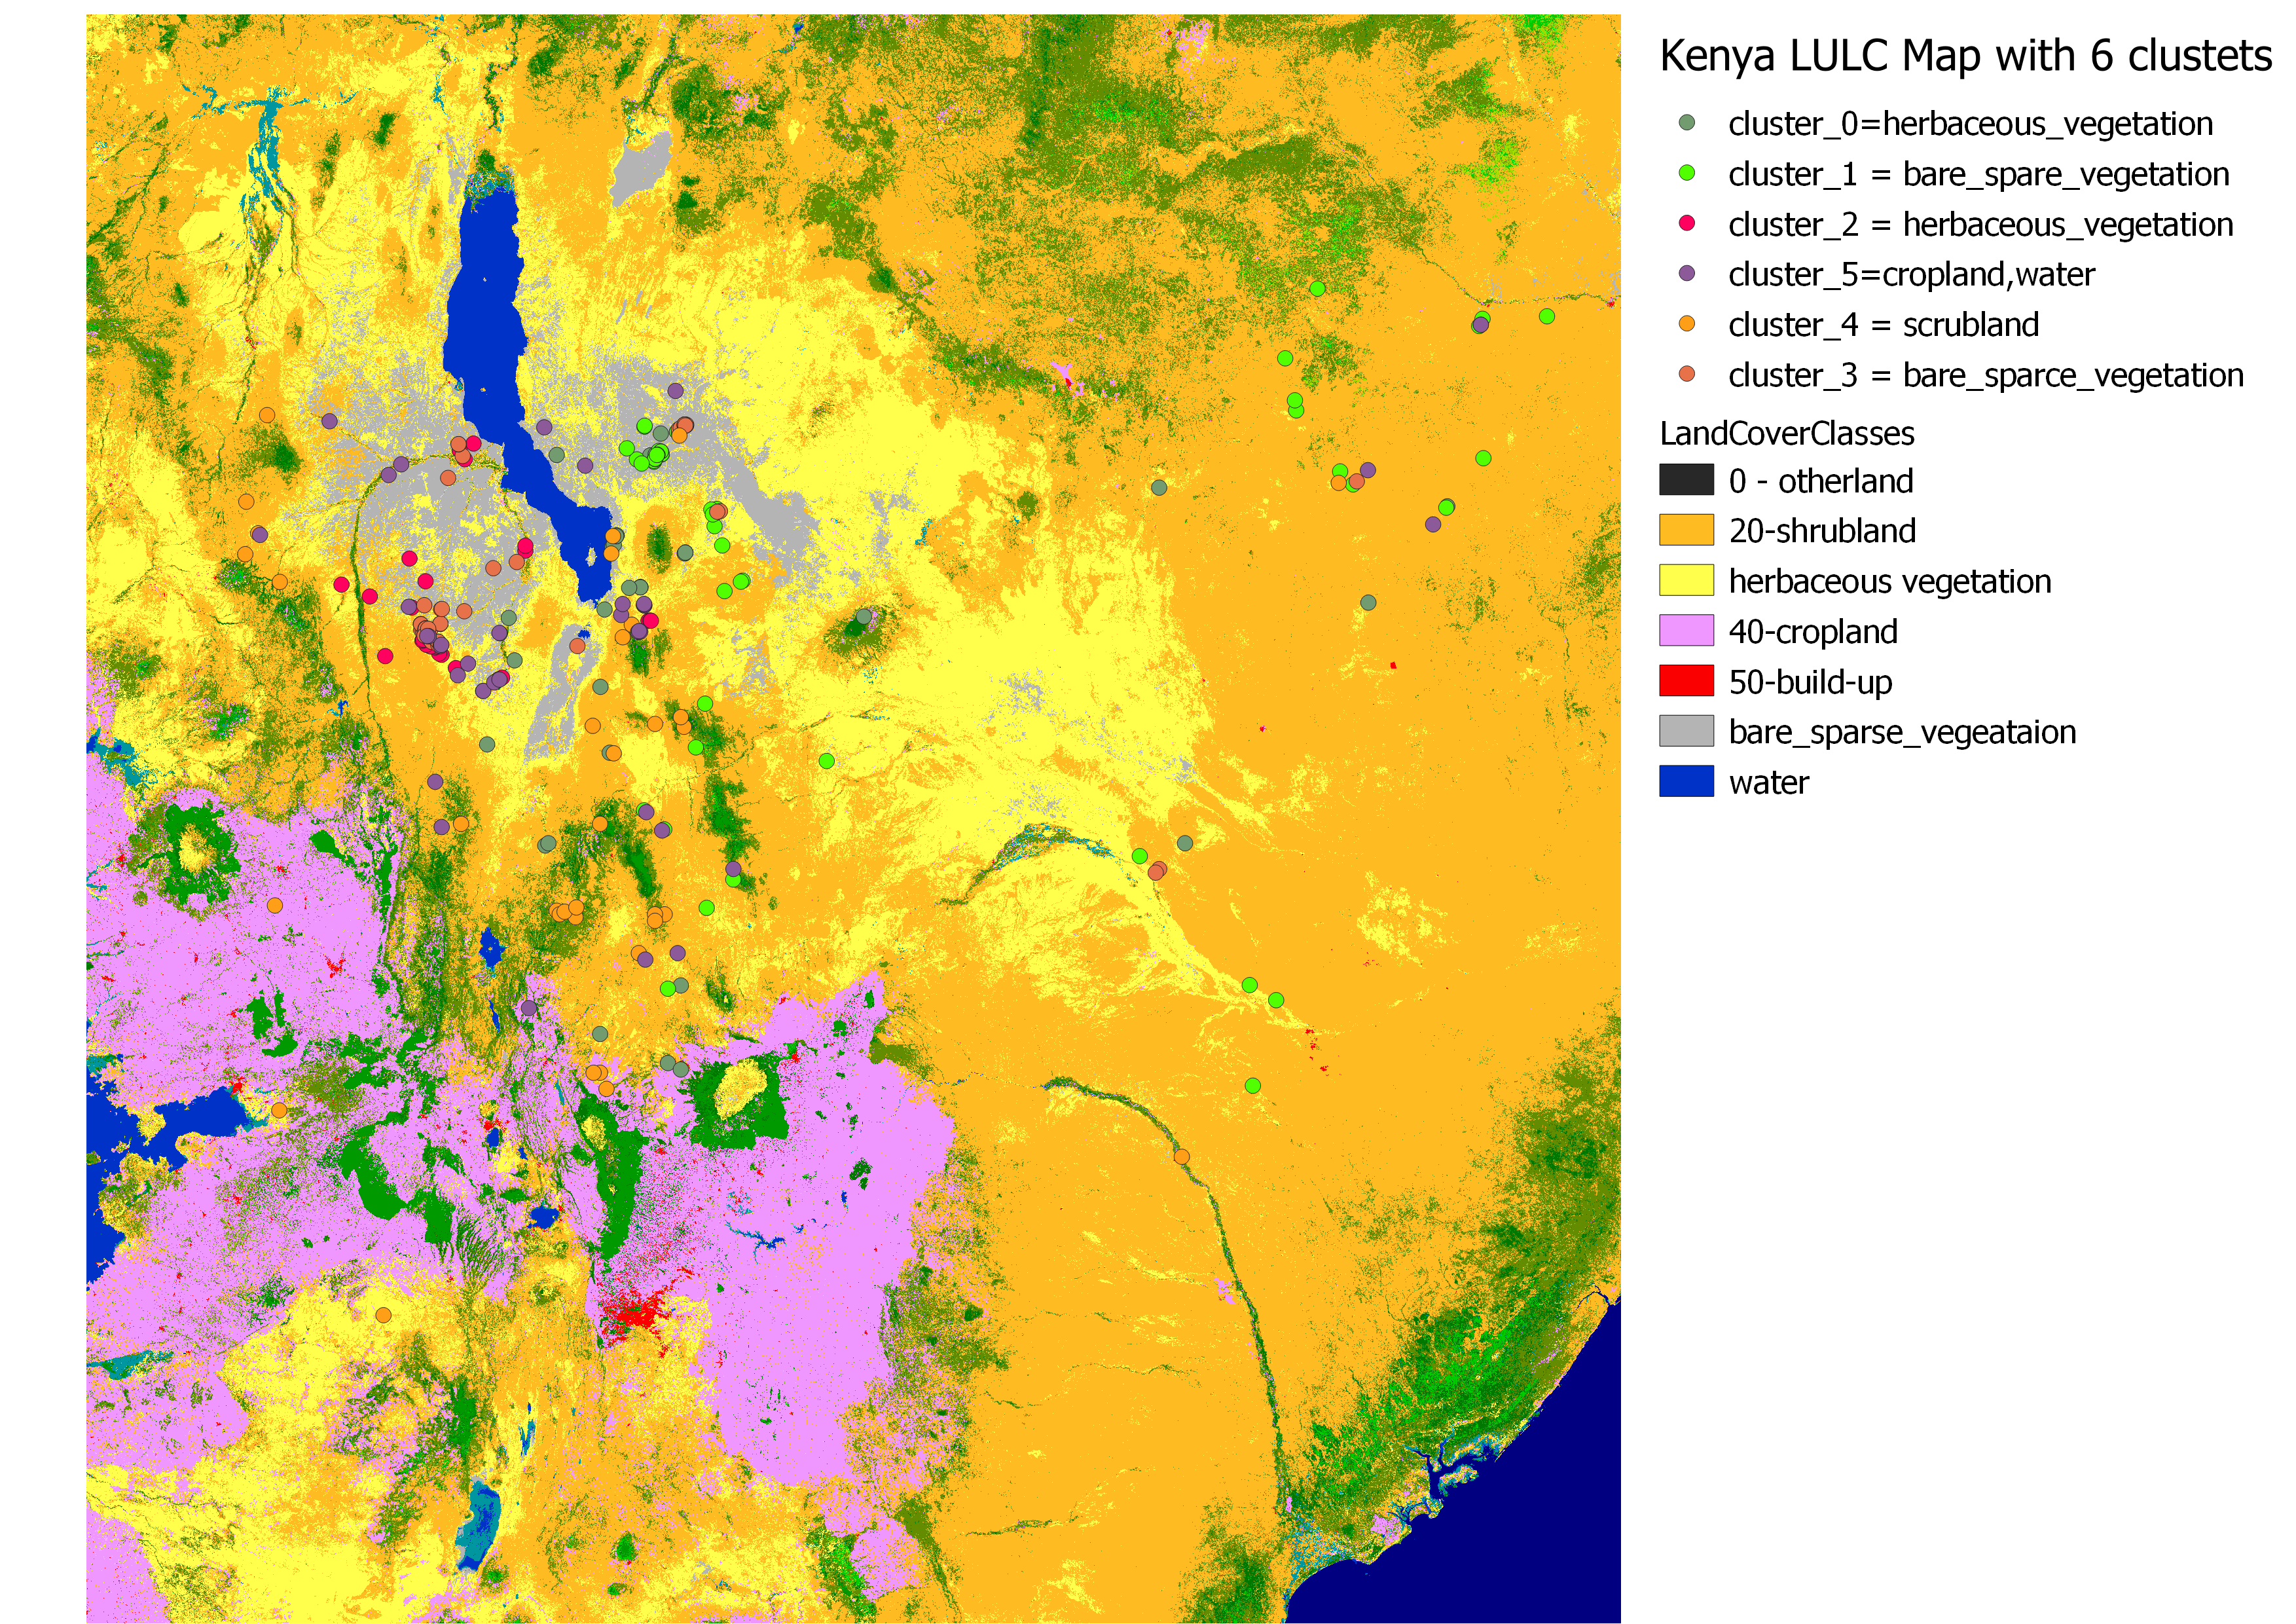 Kenya LULC Map with 6 clustets
cluster_0=herbaceous_vegetation
cluster_1 = bare_spare_vegetation
cluster_2 = herbaceous_vegetation
cluster_5=cropland,water
cluster_4 = scrubland
cluster_3 = bare_sparce_vegetation
LandCoverClasses
0 - otherland
20-shrubland
herbaceous vegetation
40-cropland
50-build-up
bare_sparse_vegeataion
water